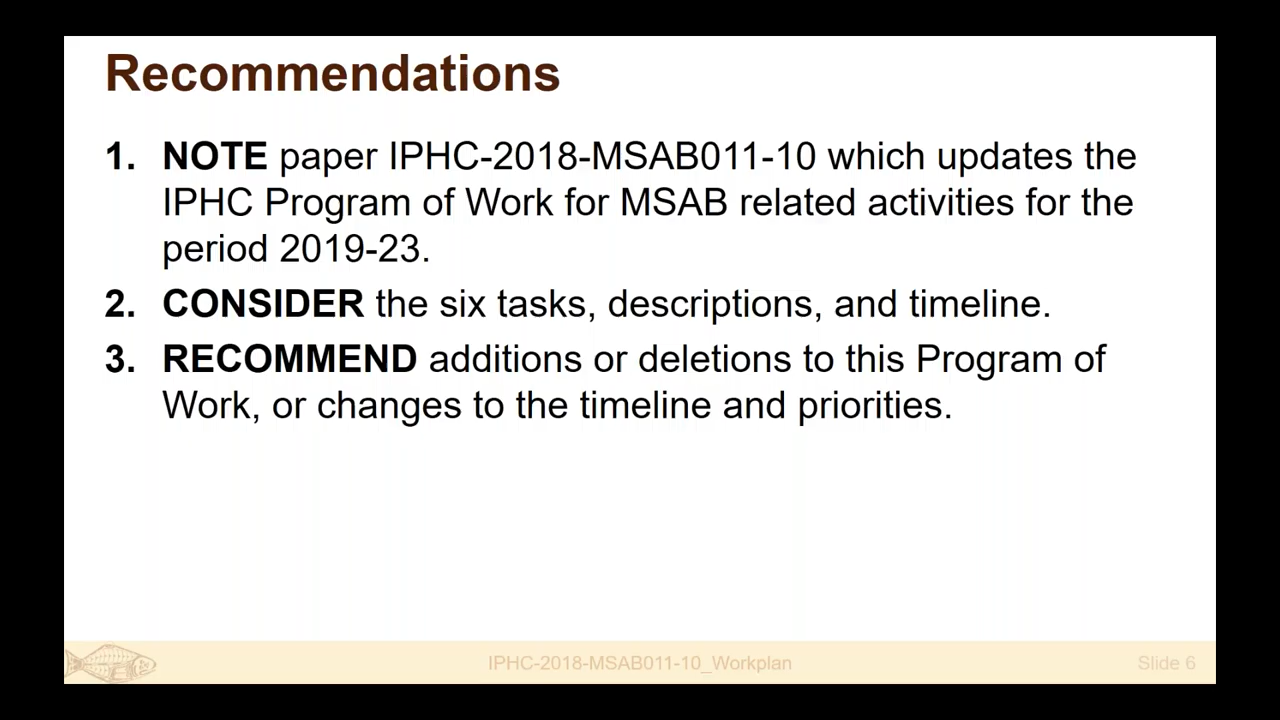 Recommendations
1. NOTE paper IPHC-2018-MSAB011-10 which updates the
IPHC Program of Work for MSAB related activities for the
period 2019-23.
2. CONSIDER the six tasks, descriptions, and timeline.
3. RECOMMEND additions or deletions to this Program of
Work, or changes to the timeline and priorities.
IPHC-2018-MSAB011-10_Workplan
Slide 6